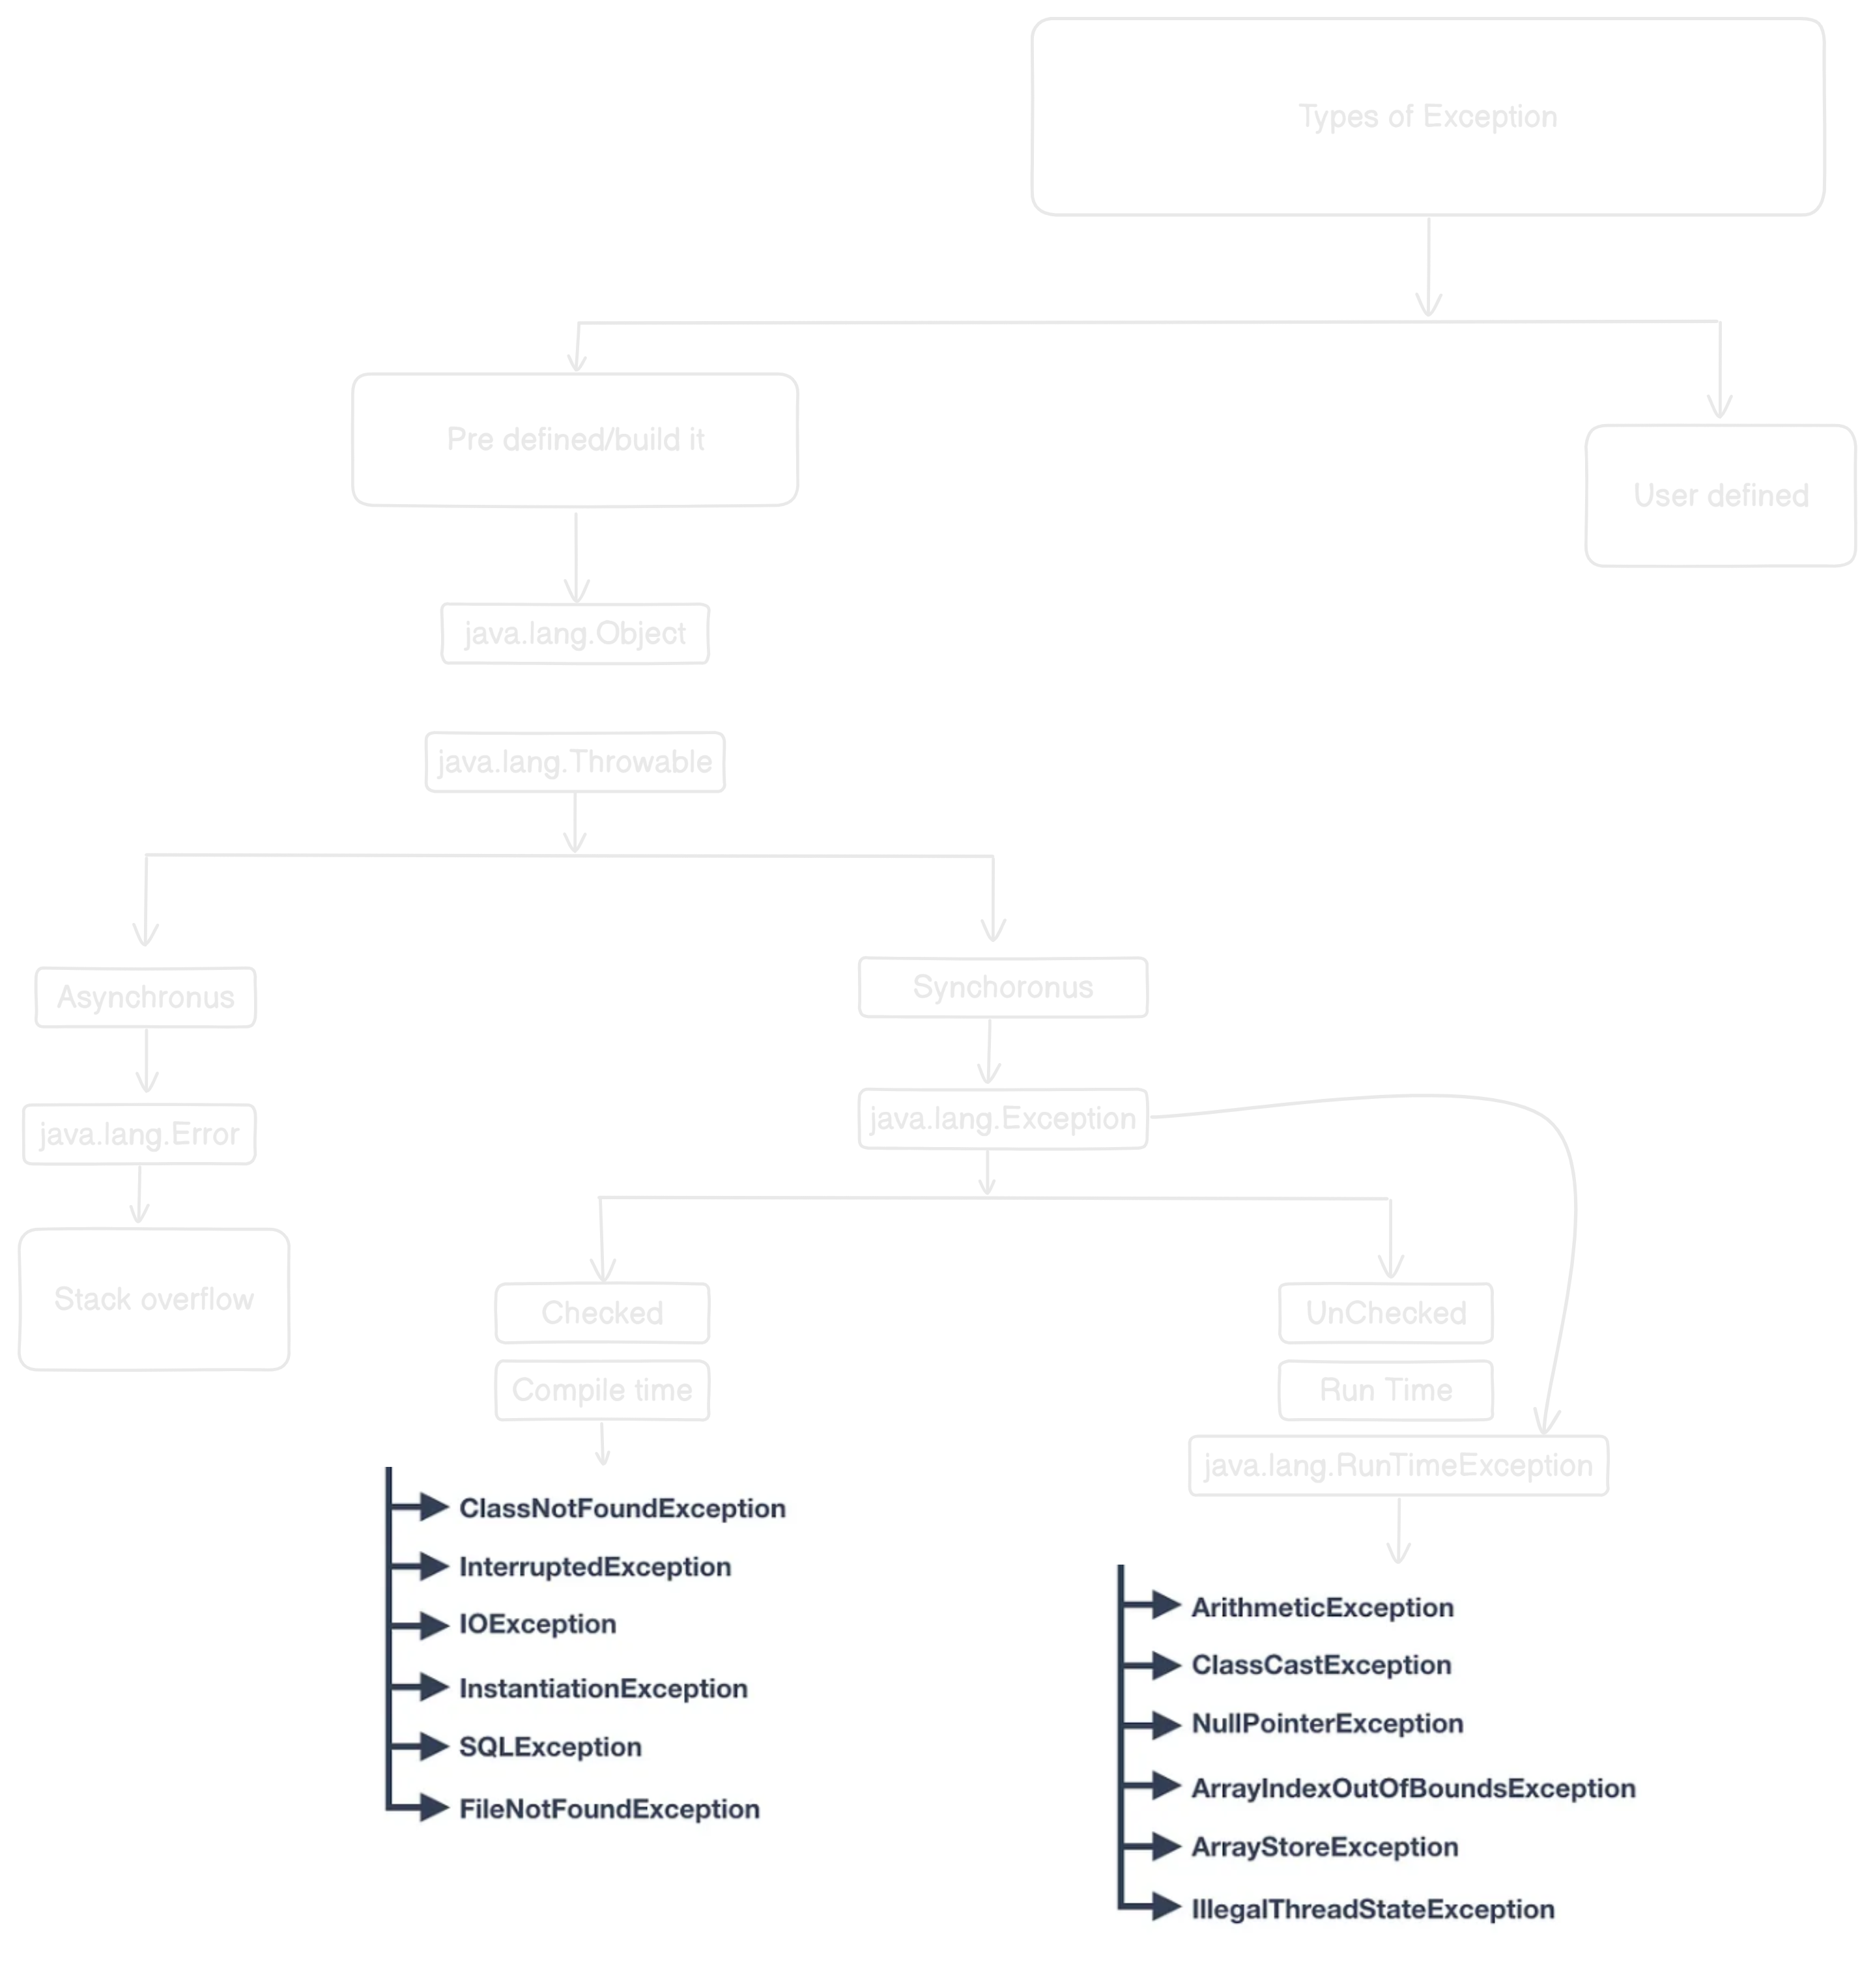 Types of Exception
Pre defined/build it
User defined
java.lang.Object
java.lang.Throwable
Asynchronus
Synchoronus
java.lang.Error
java.lang.Exception
Stack overflow
Checked
UnChecked
Compile time
Run Time
java.lang.RunTimeException
ClassNotFoundException
InterruptedException
IOException
InstantiationException
SQLException
FileNotFoundException
ArithmeticException
ClassCastException
NullPointerException
ArrayIndexOutOfBoundsException
ArrayStoreException
IllegalThreadStateException